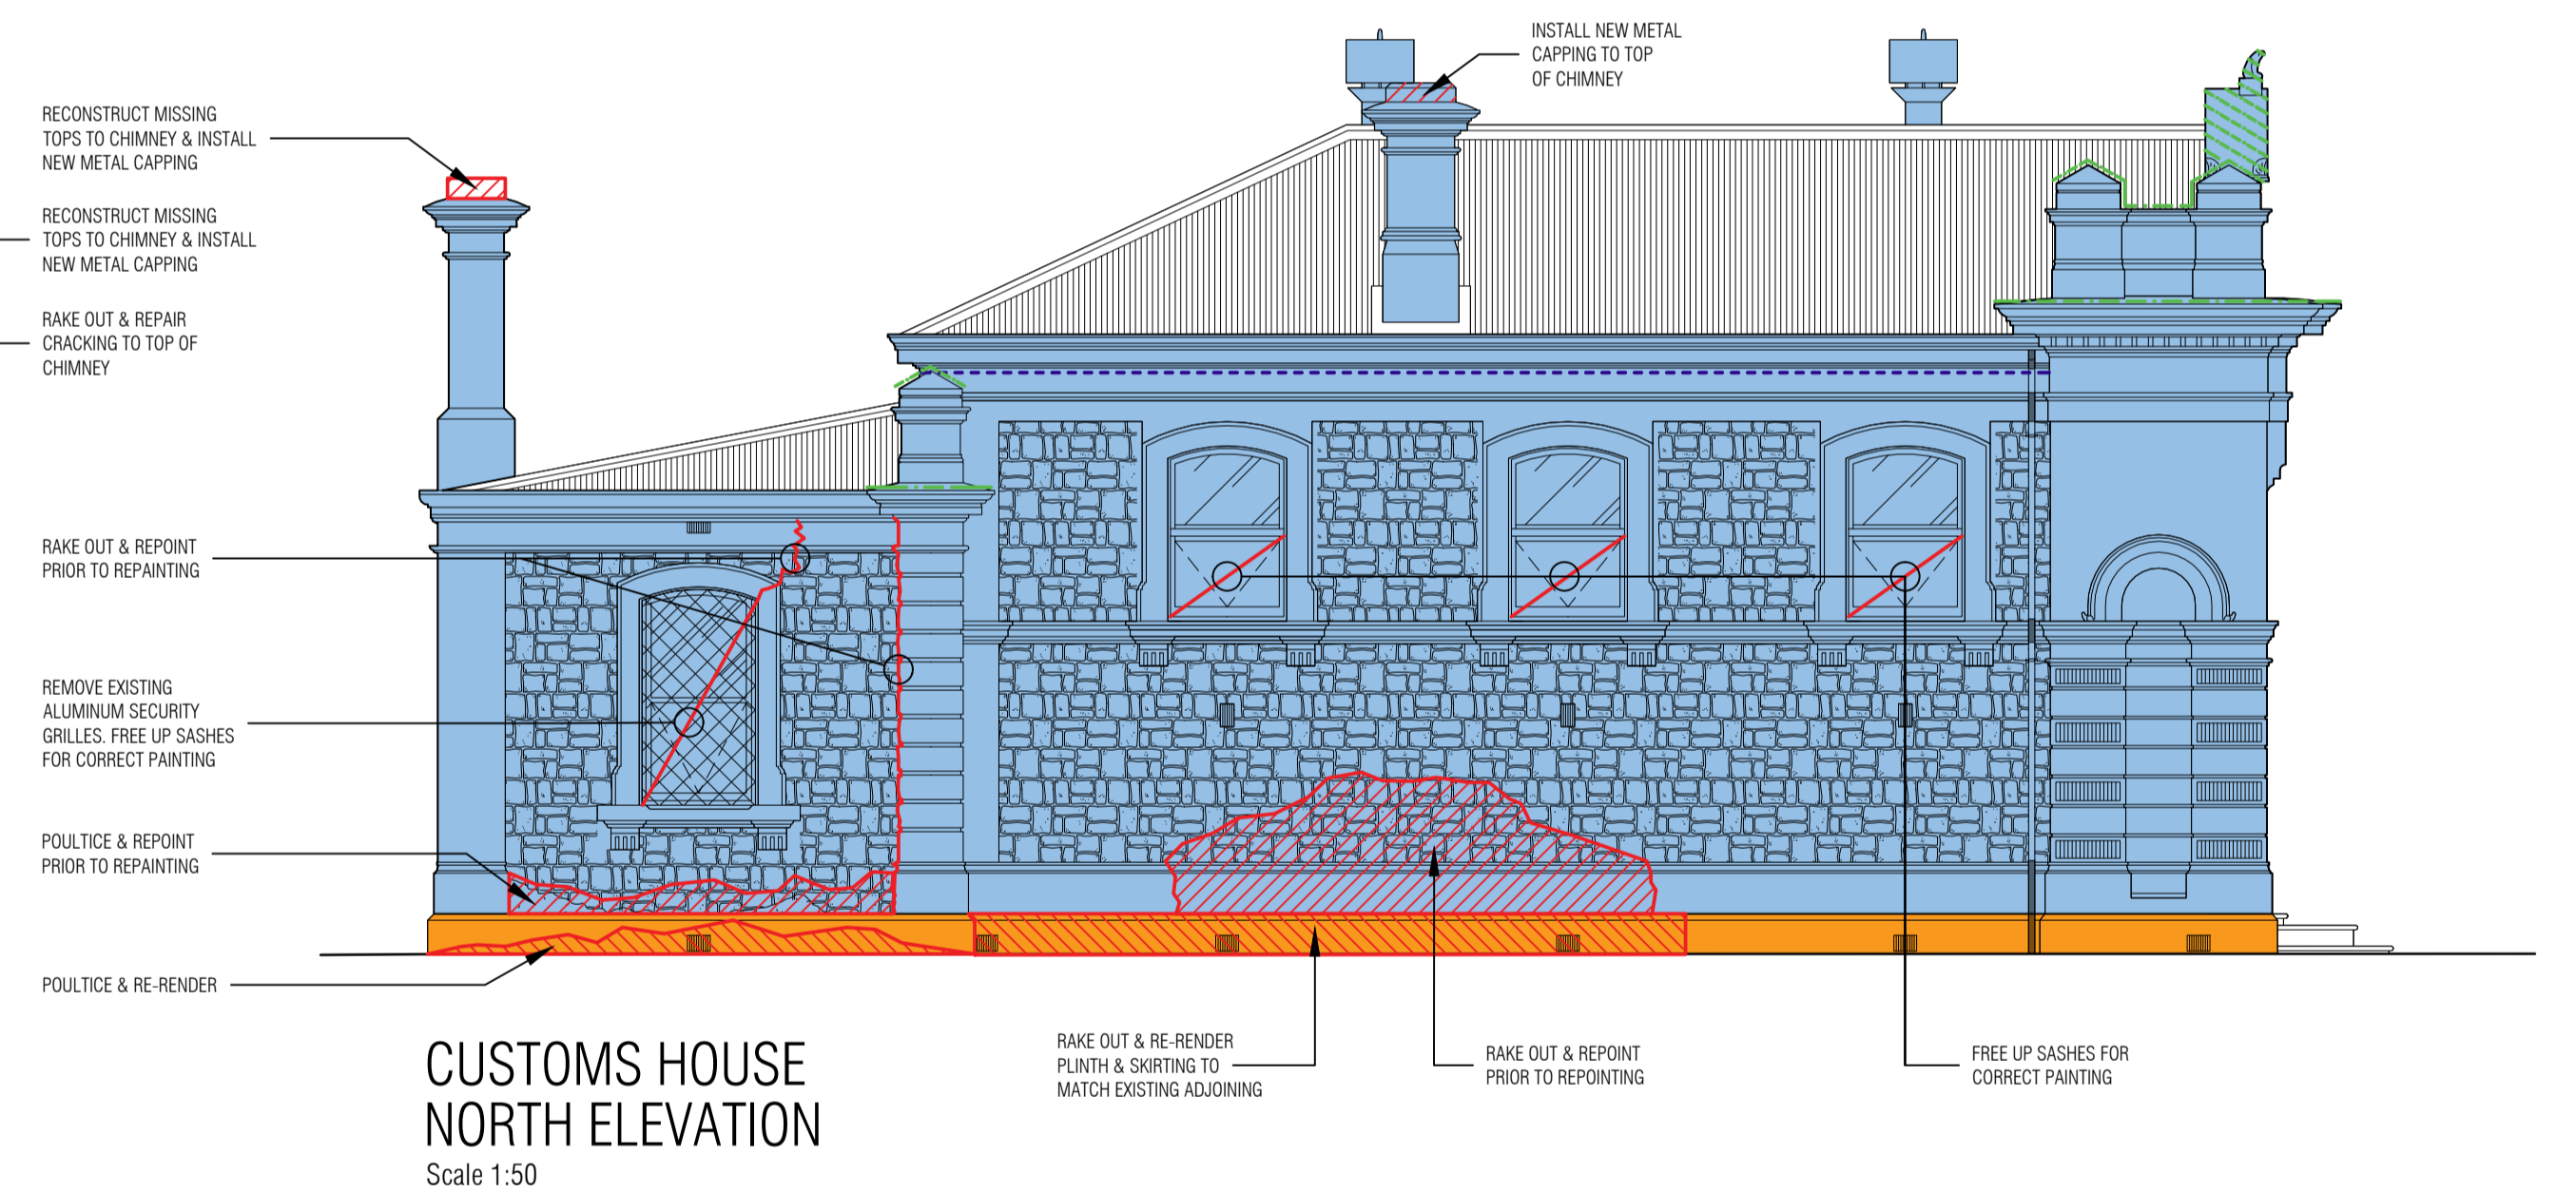 INSTALL NEW METAL
CAPPING TO TOP
OF CHIMNEY
RECONSTRUCT MISSING
TOPS TO CHIMNEY & INSTALL
NEW METAL CAPPING
RECONSTRUCT MISSING
TOPS TO CHIMNEY & INSTALL
NEW METAL CAPPING
RAKE OUT & REPAIR
CRACKING TO TOP OF
CHIMNEY
RAKE OUT & REPOINT
PRIOR TO REPAINTING
REMOVE EXISTING
ALUMINUM SECURITY
GRILLES. FREE UP SASHES
FOR CORRECT PAINTING
POULTICE & REPOINT
PRIOR TO REPAINTING
POULTICE & RE-RENDER
RAKE OUT & RE-RENDER
PLINTH & SKIRTING TO
MATCH EXISTING ADJOINING
RAKE OUT & REPOINT
PRIOR TO REPOINTING
FREE UP SASHES FOR
CORRECT PAINTING
CUSTOMS HOUSE
NORTH ELEVATION
Scale 1:50